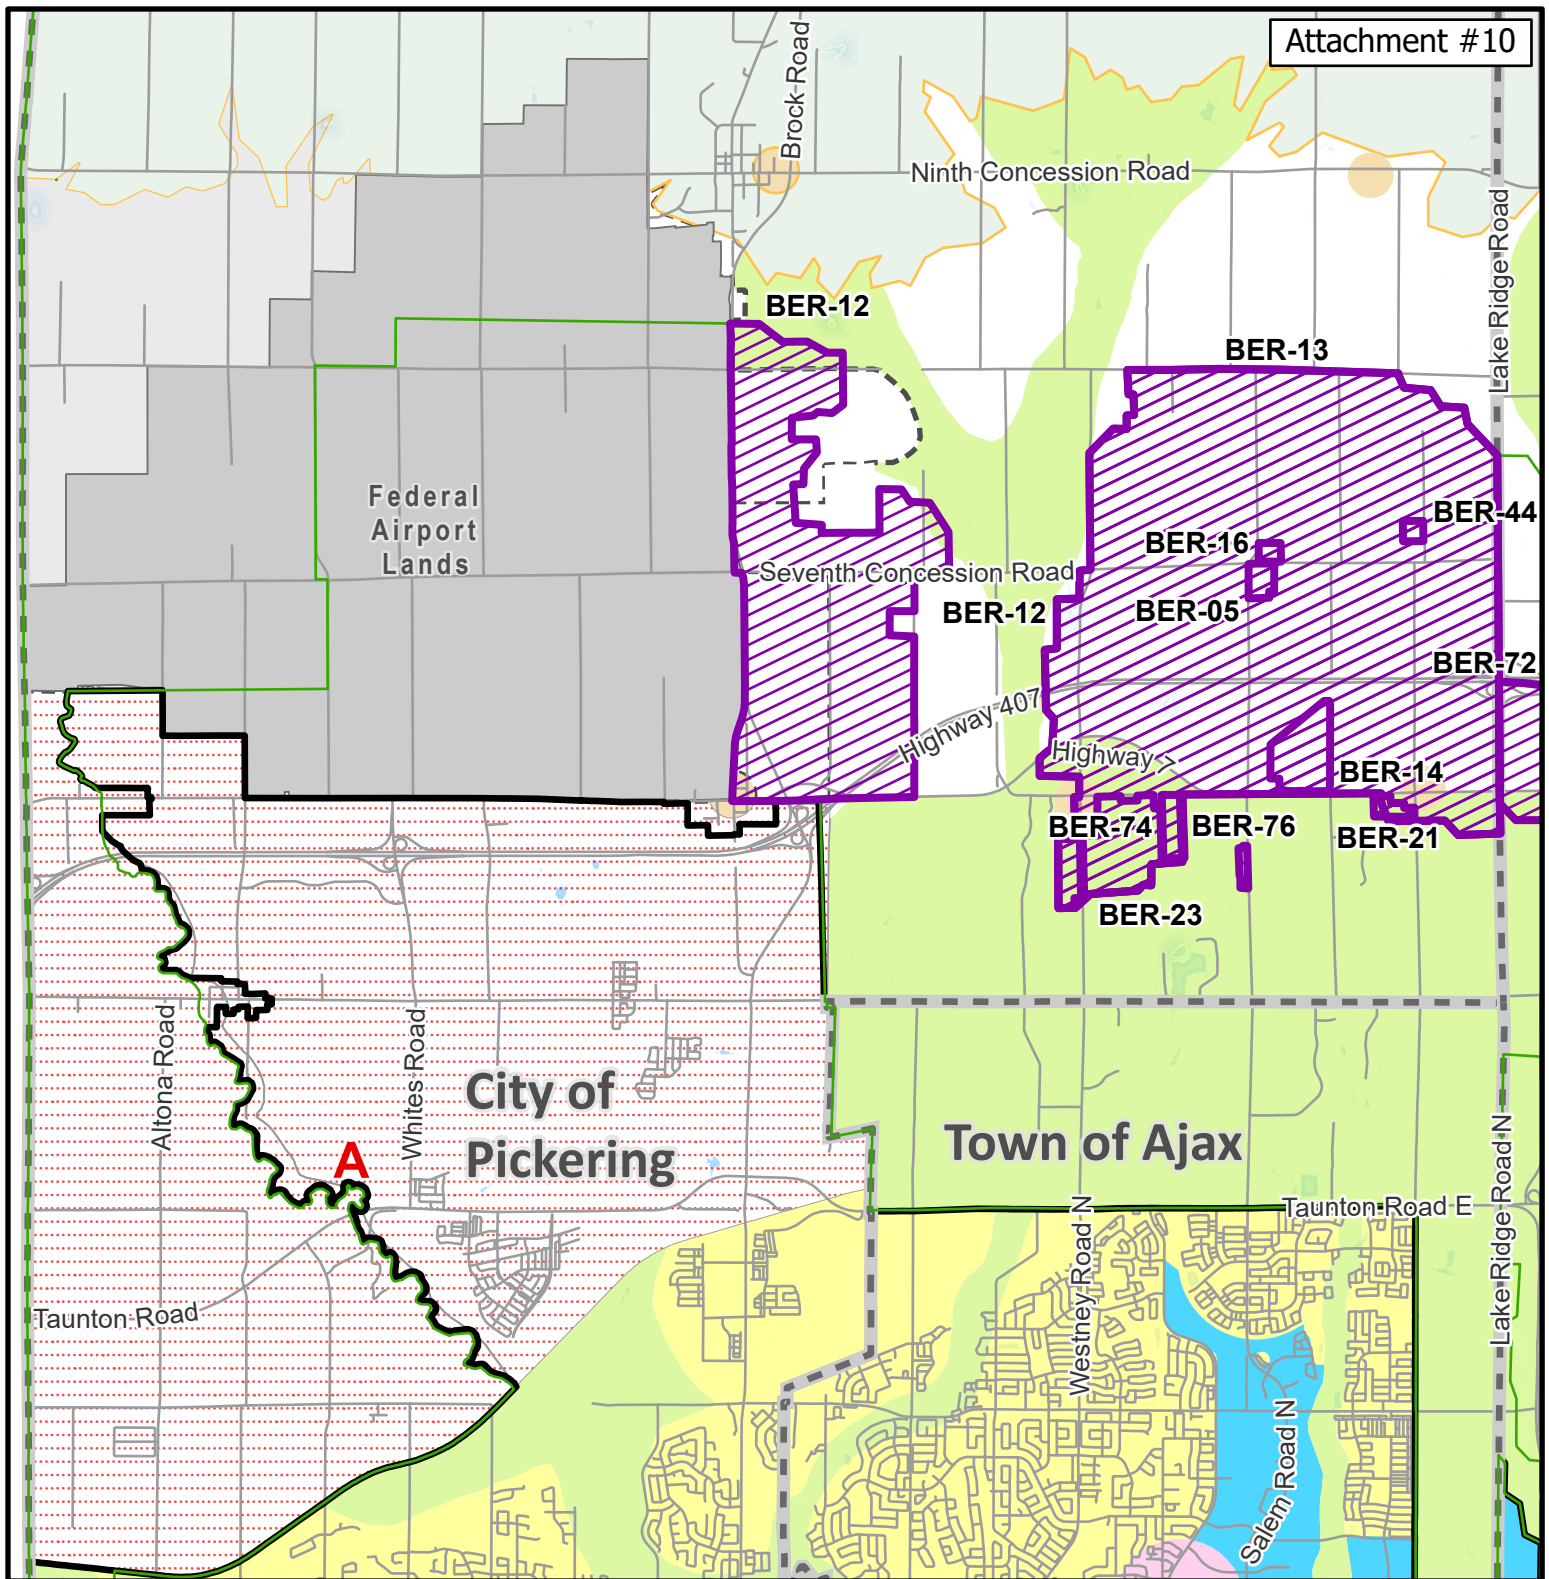 Attachment #10
Brock Road
Ninth Concession Road
Lake Ridge Road
BER-12
BER-13
Federal
Airport
Lands
BER-44
BER-16
Seventh Concession Road
BER-12
BER-05
BER-72
Highway 407
Highway 7
BER-14
BER-74
BER-76
BER-21
BER-23
Altona Road
Whites Road
City of
Pickering
Town of Ajax
A
Taunton Road E
Westney Road N
Lake Ridge Road N
Taunton Road
Salem Road N